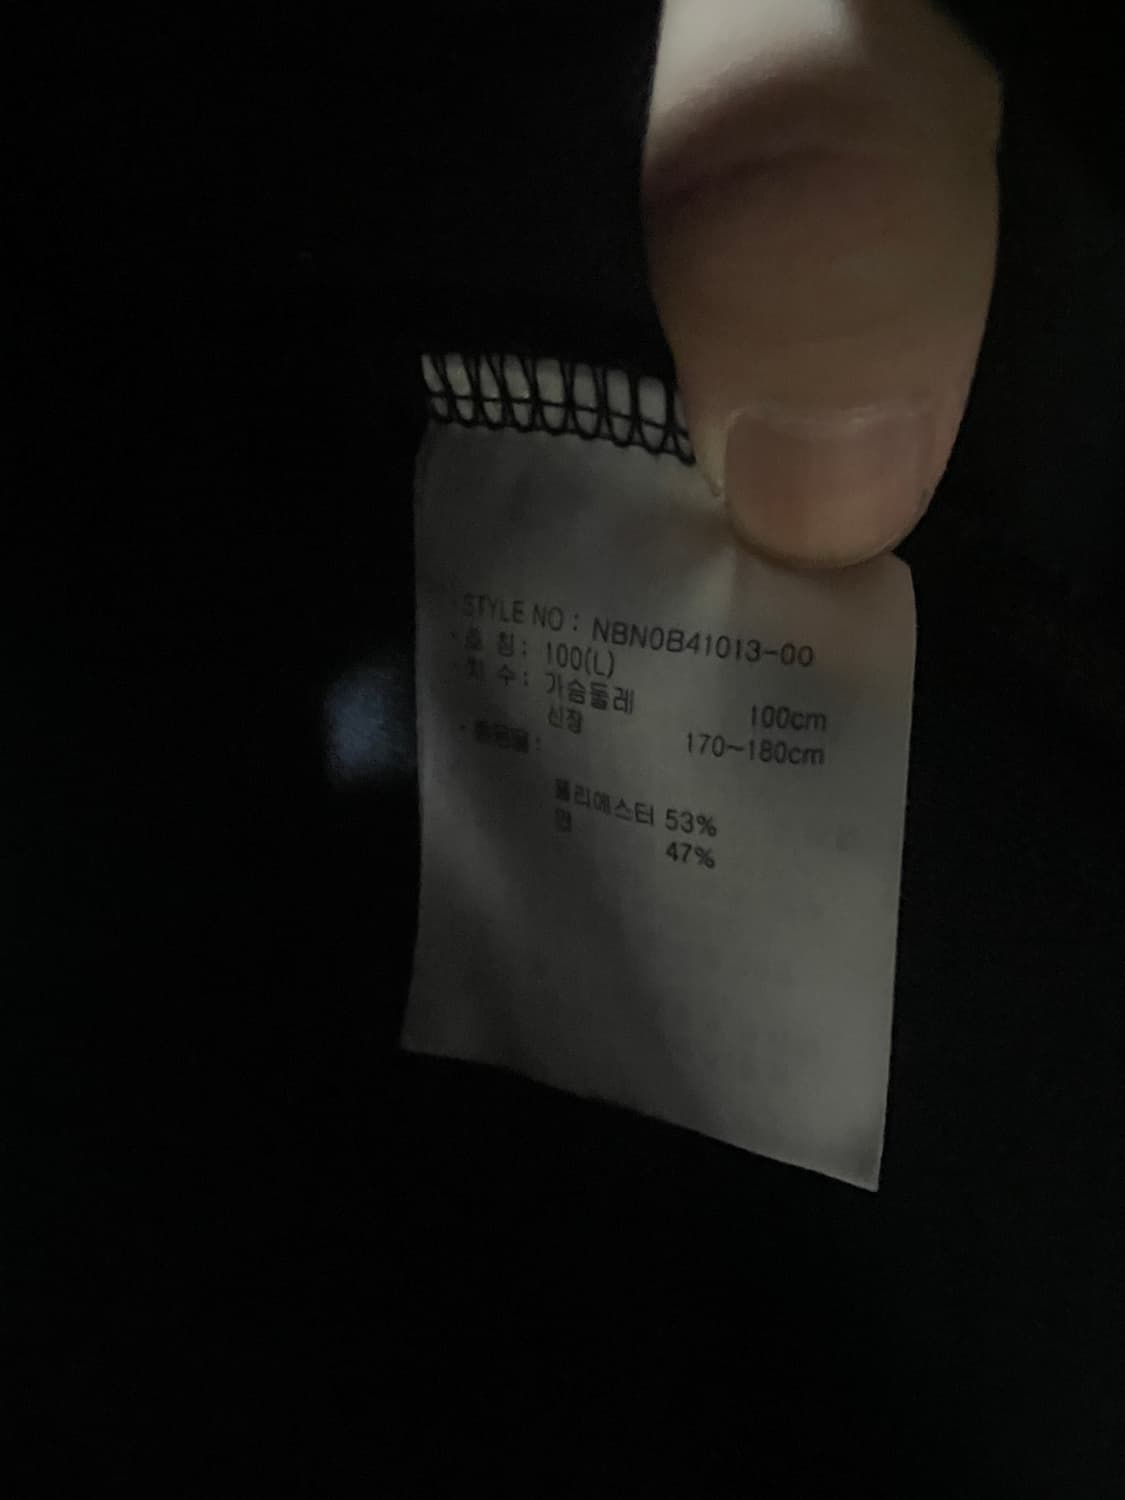 · STYLE NO : NBN0B41013-00
· 호 칭 : 100(L)
· 치 수 : 가슴둘레 100cm
신장 170~180cm
폴리에스터 53%
면 47%